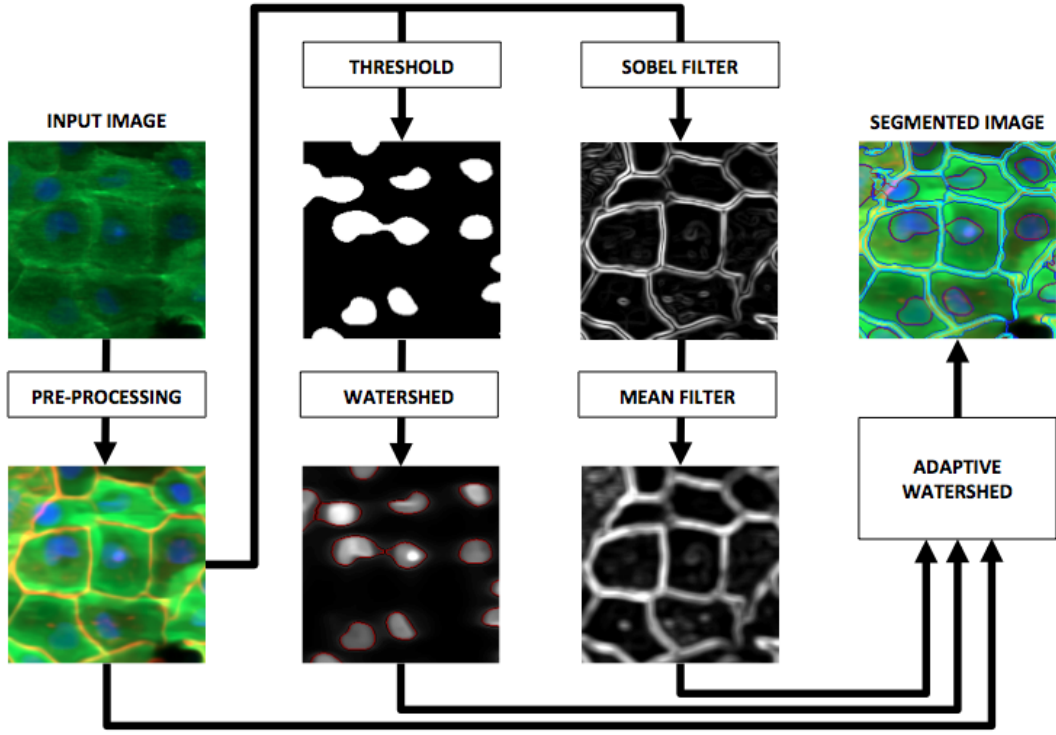 THRESHOLD
SOBEL FILTER
INPUT IMAGE
SEGMENTED IMAGE
PRE-PROCESSING
WATERSHED
MEAN FILTER
ADAPTIVE
WATERSHED